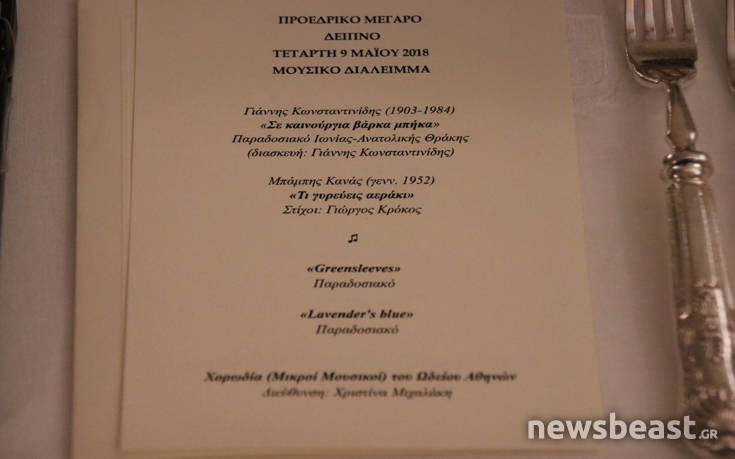 ΠΡΟΕΔΡΙΚΟ ΜΕΓΑΡΟ
ΔΕΙΠΝΟ
ΤΕΤΑΡΤΗ 9 ΜΑΪΟΥ 2018
ΜΟΥΣΙΚΟ ΔΙΑΛΕΙΜΜΑ
Γιάννης Κωνσταντινίδης (1903-1984)
«Σε καινούργια βάρκα μπήκα»
Παραδοσιακό Ιωνίας-Ανατολικής Θράκης
(διασκευή: Γιάννης Κωνσταντινίδης)
Μπάμπης Κανάς (γενν. 1952)
«Τι γυρεύεις αεράκι»
Στίχοι: Γιώργος Κρόκος
♫
«Greensleeves»
Παραδοσιακό
«Lavender's blue»
Παραδοσιακό
Χορωδία (Μικροί Μουσικοί) του Ωδείου Αθηνών
Διεύθυνση: Χριστίνα Μιχαλάκη
newsbeast.GR